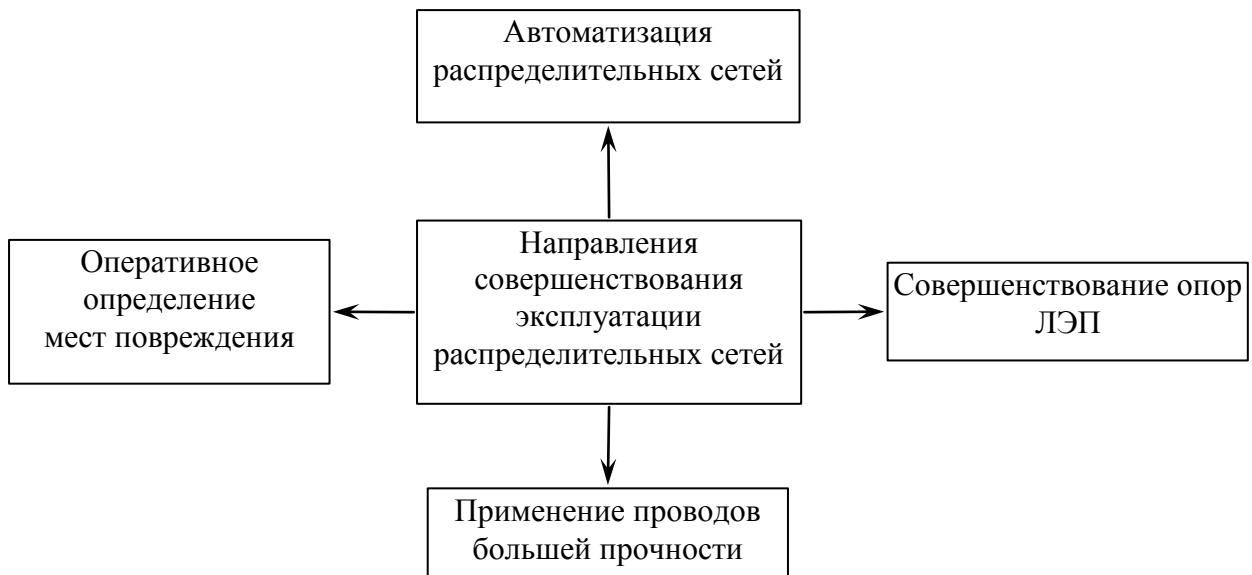 Автоматизация
распределительных сетей
Оперативное
определение
мест повреждения
Направления
совершенствования
эксплуатации
распределительных сетей
Совершенствование опор
ЛЭП
Применение проводов
большей прочности